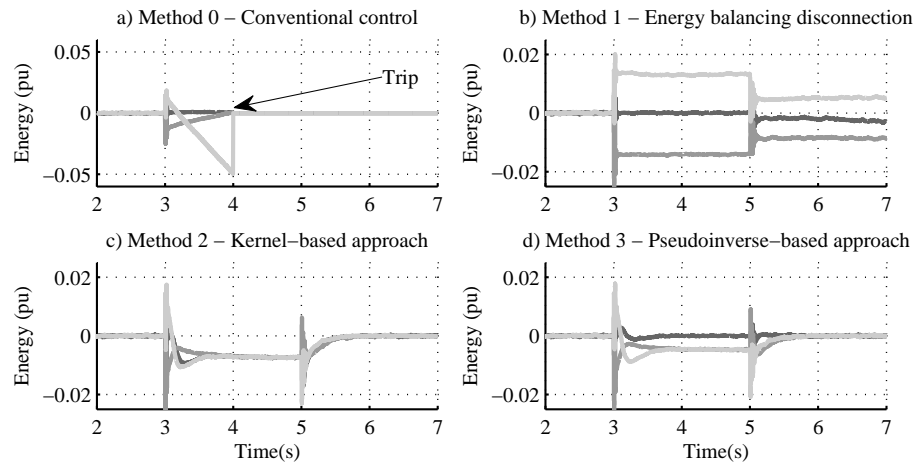 a) Method 0 – Conventional control
0.05
0
−0.05
Energy (pu)
Trip
2 3 4 5 6 7
b) Method 1 – Energy balancing disconnection
0.02
0
−0.02
Energy (pu)
2 3 4 5 6 7
c) Method 2 – Kernel−based approach
0.02
0
−0.02
Energy (pu)
2 3 4 5 6 7
Time(s)
d) Method 3 – Pseudoinverse−based approach
0.02
0
−0.02
Energy (pu)
2 3 4 5 6 7
Time(s)